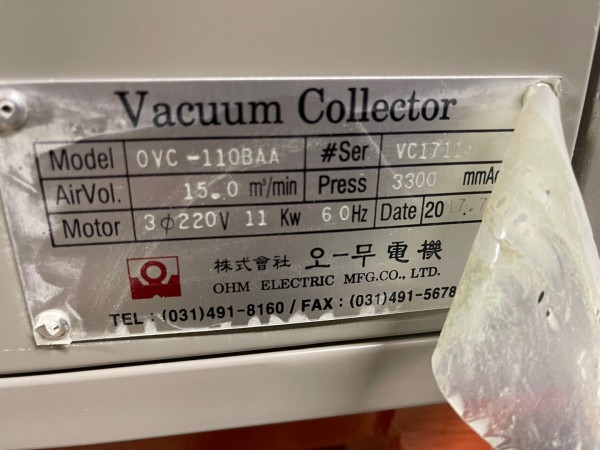 Vacuum Collector
Model OVC-110BAA #Ser
AirVol. 15.0 m³/min Press 3300
Motor 3φ220V 11 Kw 60Hz Date
株式會社 오一무電機
OHM ELECTRIC MFG.CO., LTD.
TEL : (031)491-8160 / FAX : (031)491-5678